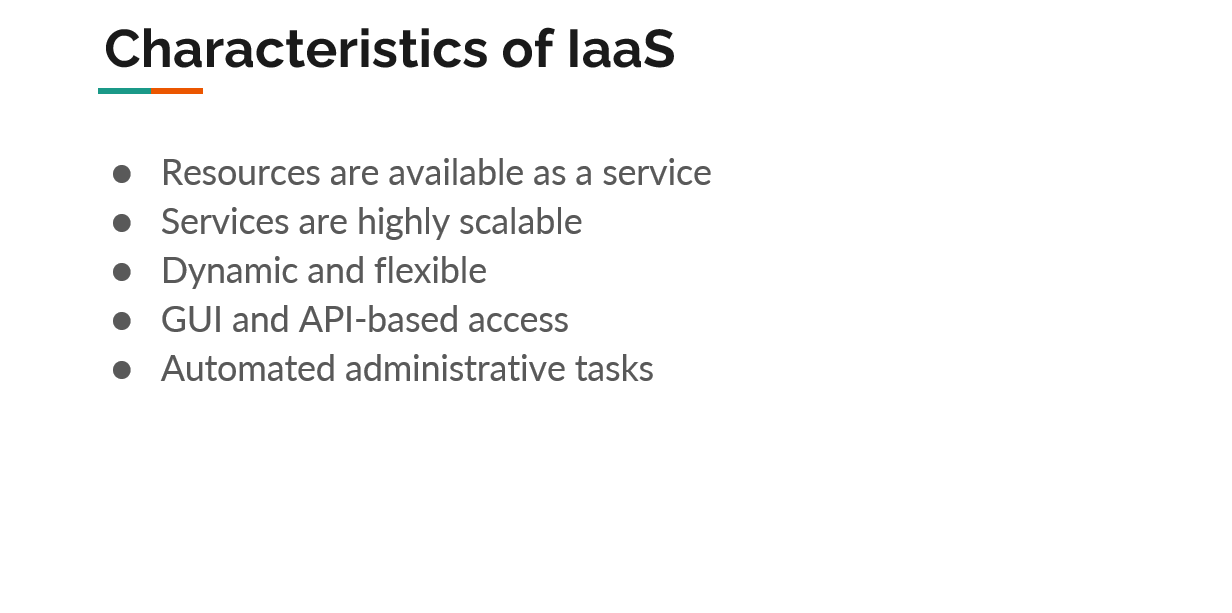 Characteristics of IaaS
● Resources are available as a service
● Services are highly scalable
● Dynamic and flexible
● GUI and API-based access
● Automated administrative tasks